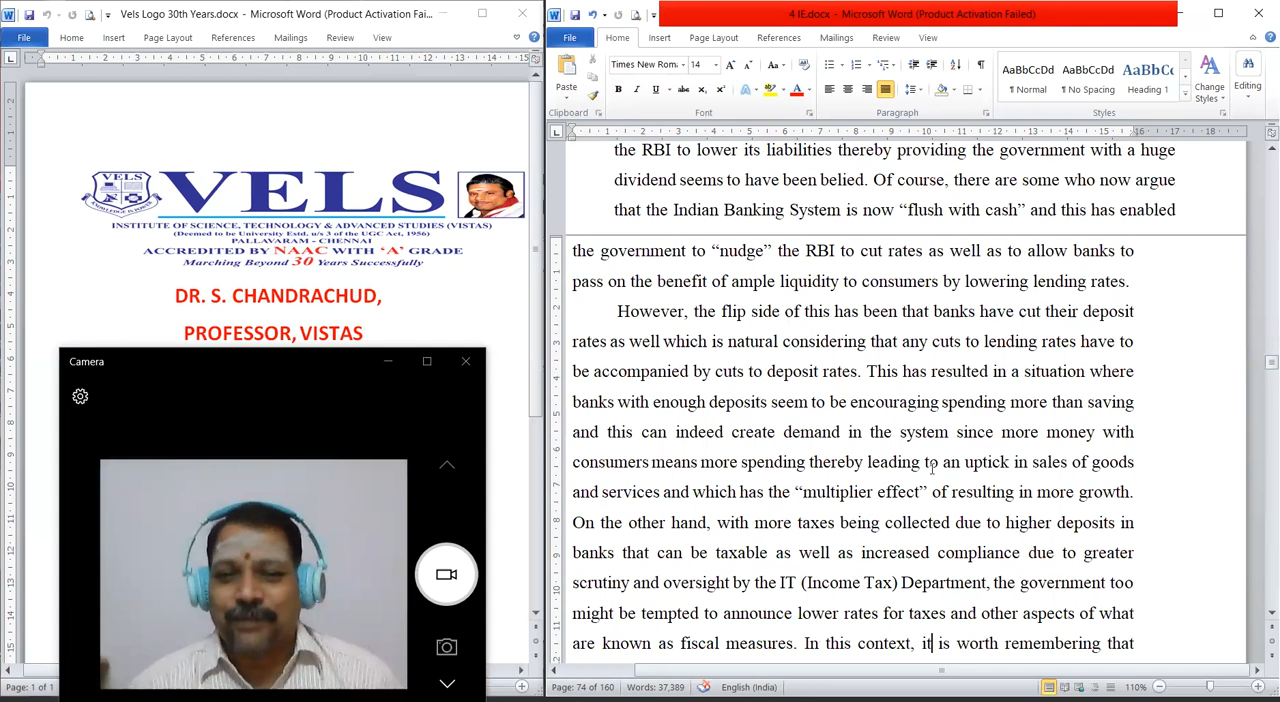 Vels Logo 30th Years.docx - Microsoft Word (Product Activation Fai...
File Home Insert Page Layout References Mailings Review View
VELS
VELS
INSTITUTE OF SCIENCE, TECHNOLOGY & ADVANCED STUDIES (VISTAS)
(Deemed to be University Estd. u/s 3 of the UGC Act, 1956)
PALLAVARAM - CHENNAI
ACCREDITED BY NAAC WITH 'A' GRADE
Marching Beyond 30 Years Successfully
DR. S. CHANDRACHUD,
PROFESSOR, VISTAS
Camera
Page: 1 of 1
4 IE.docx - Microsoft Word (Product Activation Failed)
File Home Insert Page Layout References Mailings Review View
Paste
Clipboard
Times New Rom 14
Font
Paragraph
AaBbCcDd AaBbCcDd AaBbCc
¶ Normal ¶ No Spacing Heading 1
Change Styles
Styles
Editing
the RBI to lower its liabilities thereby providing the government with a huge
dividend seems to have been belied. Of course, there are some who now argue
that the Indian Banking System is now “flush with cash” and this has enabled
the government to “nudge” the RBI to cut rates as well as to allow banks to
pass on the benefit of ample liquidity to consumers by lowering lending rates.
However, the flip side of this has been that banks have cut their deposit
rates as well which is natural considering that any cuts to lending rates have to
be accompanied by cuts to deposit rates. This has resulted in a situation where
banks with enough deposits seem to be encouraging spending more than saving
and this can indeed create demand in the system since more money with
consumers means more spending thereby leading to an uptick in sales of goods
and services and which has the “multiplier effect” of resulting in more growth.
On the other hand, with more taxes being collected due to higher deposits in
banks that can be taxable as well as increased compliance due to greater
scrutiny and oversight by the IT (Income Tax) Department, the government too
might be tempted to announce lower rates for taxes and other aspects of what
are known as fiscal measures. In this context, it is worth remembering that
Page: 74 of 160 Words: 37,389 English (India) 110%